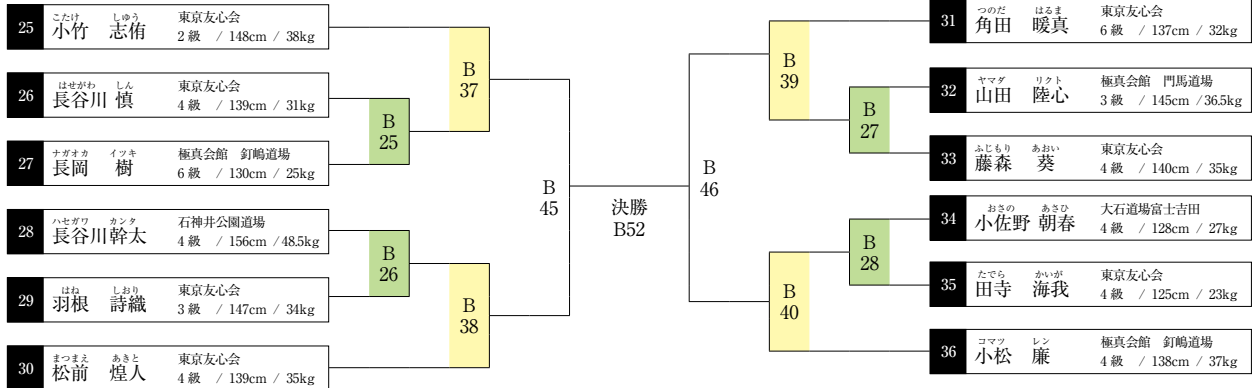 25
こたけ しゆう
小竹 志侑
東京友心会
2 級 / 148cm / 38kg
26
はせがわ しん
長谷川 慎
東京友心会
4 級 / 139cm / 31kg
27
ナガオカ イツキ
長岡 樹
極真会館 釘嶋道場
6 級 / 130cm / 25kg
28
ハセガワ カンタ
長谷川 幹太
石神井公園道場
4 級 / 156cm / 48.5kg
29
はね しおり
羽根 詩織
東京友心会
3 級 / 147cm / 34kg
30
まつまえ あきと
松前 煌人
東京友心会
4 級 / 139cm / 35kg
B
25
B
26
B
37
B
38
B
45
決勝
B52
B
46
B
39
B
40
B
27
B
28
31
つのだ はるま
角田 暖真
東京友心会
6 級 / 137cm / 32kg
32
ヤマダ リクト
山田 陸心
極真会館 門馬道場
3 級 / 145cm / 36.5kg
33
ふじもり あおい
藤森 葵
東京友心会
4 級 / 140cm / 35kg
34
おさの あさひ
小佐野 朝春
大石道場富士吉田
4 級 / 128cm / 27kg
35
たでら かいが
田寺 海我
東京友心会
4 級 / 125cm / 23kg
36
コマツ レン
小松 廉
極真会館 釘嶋道場
4 級 / 138cm / 37kg